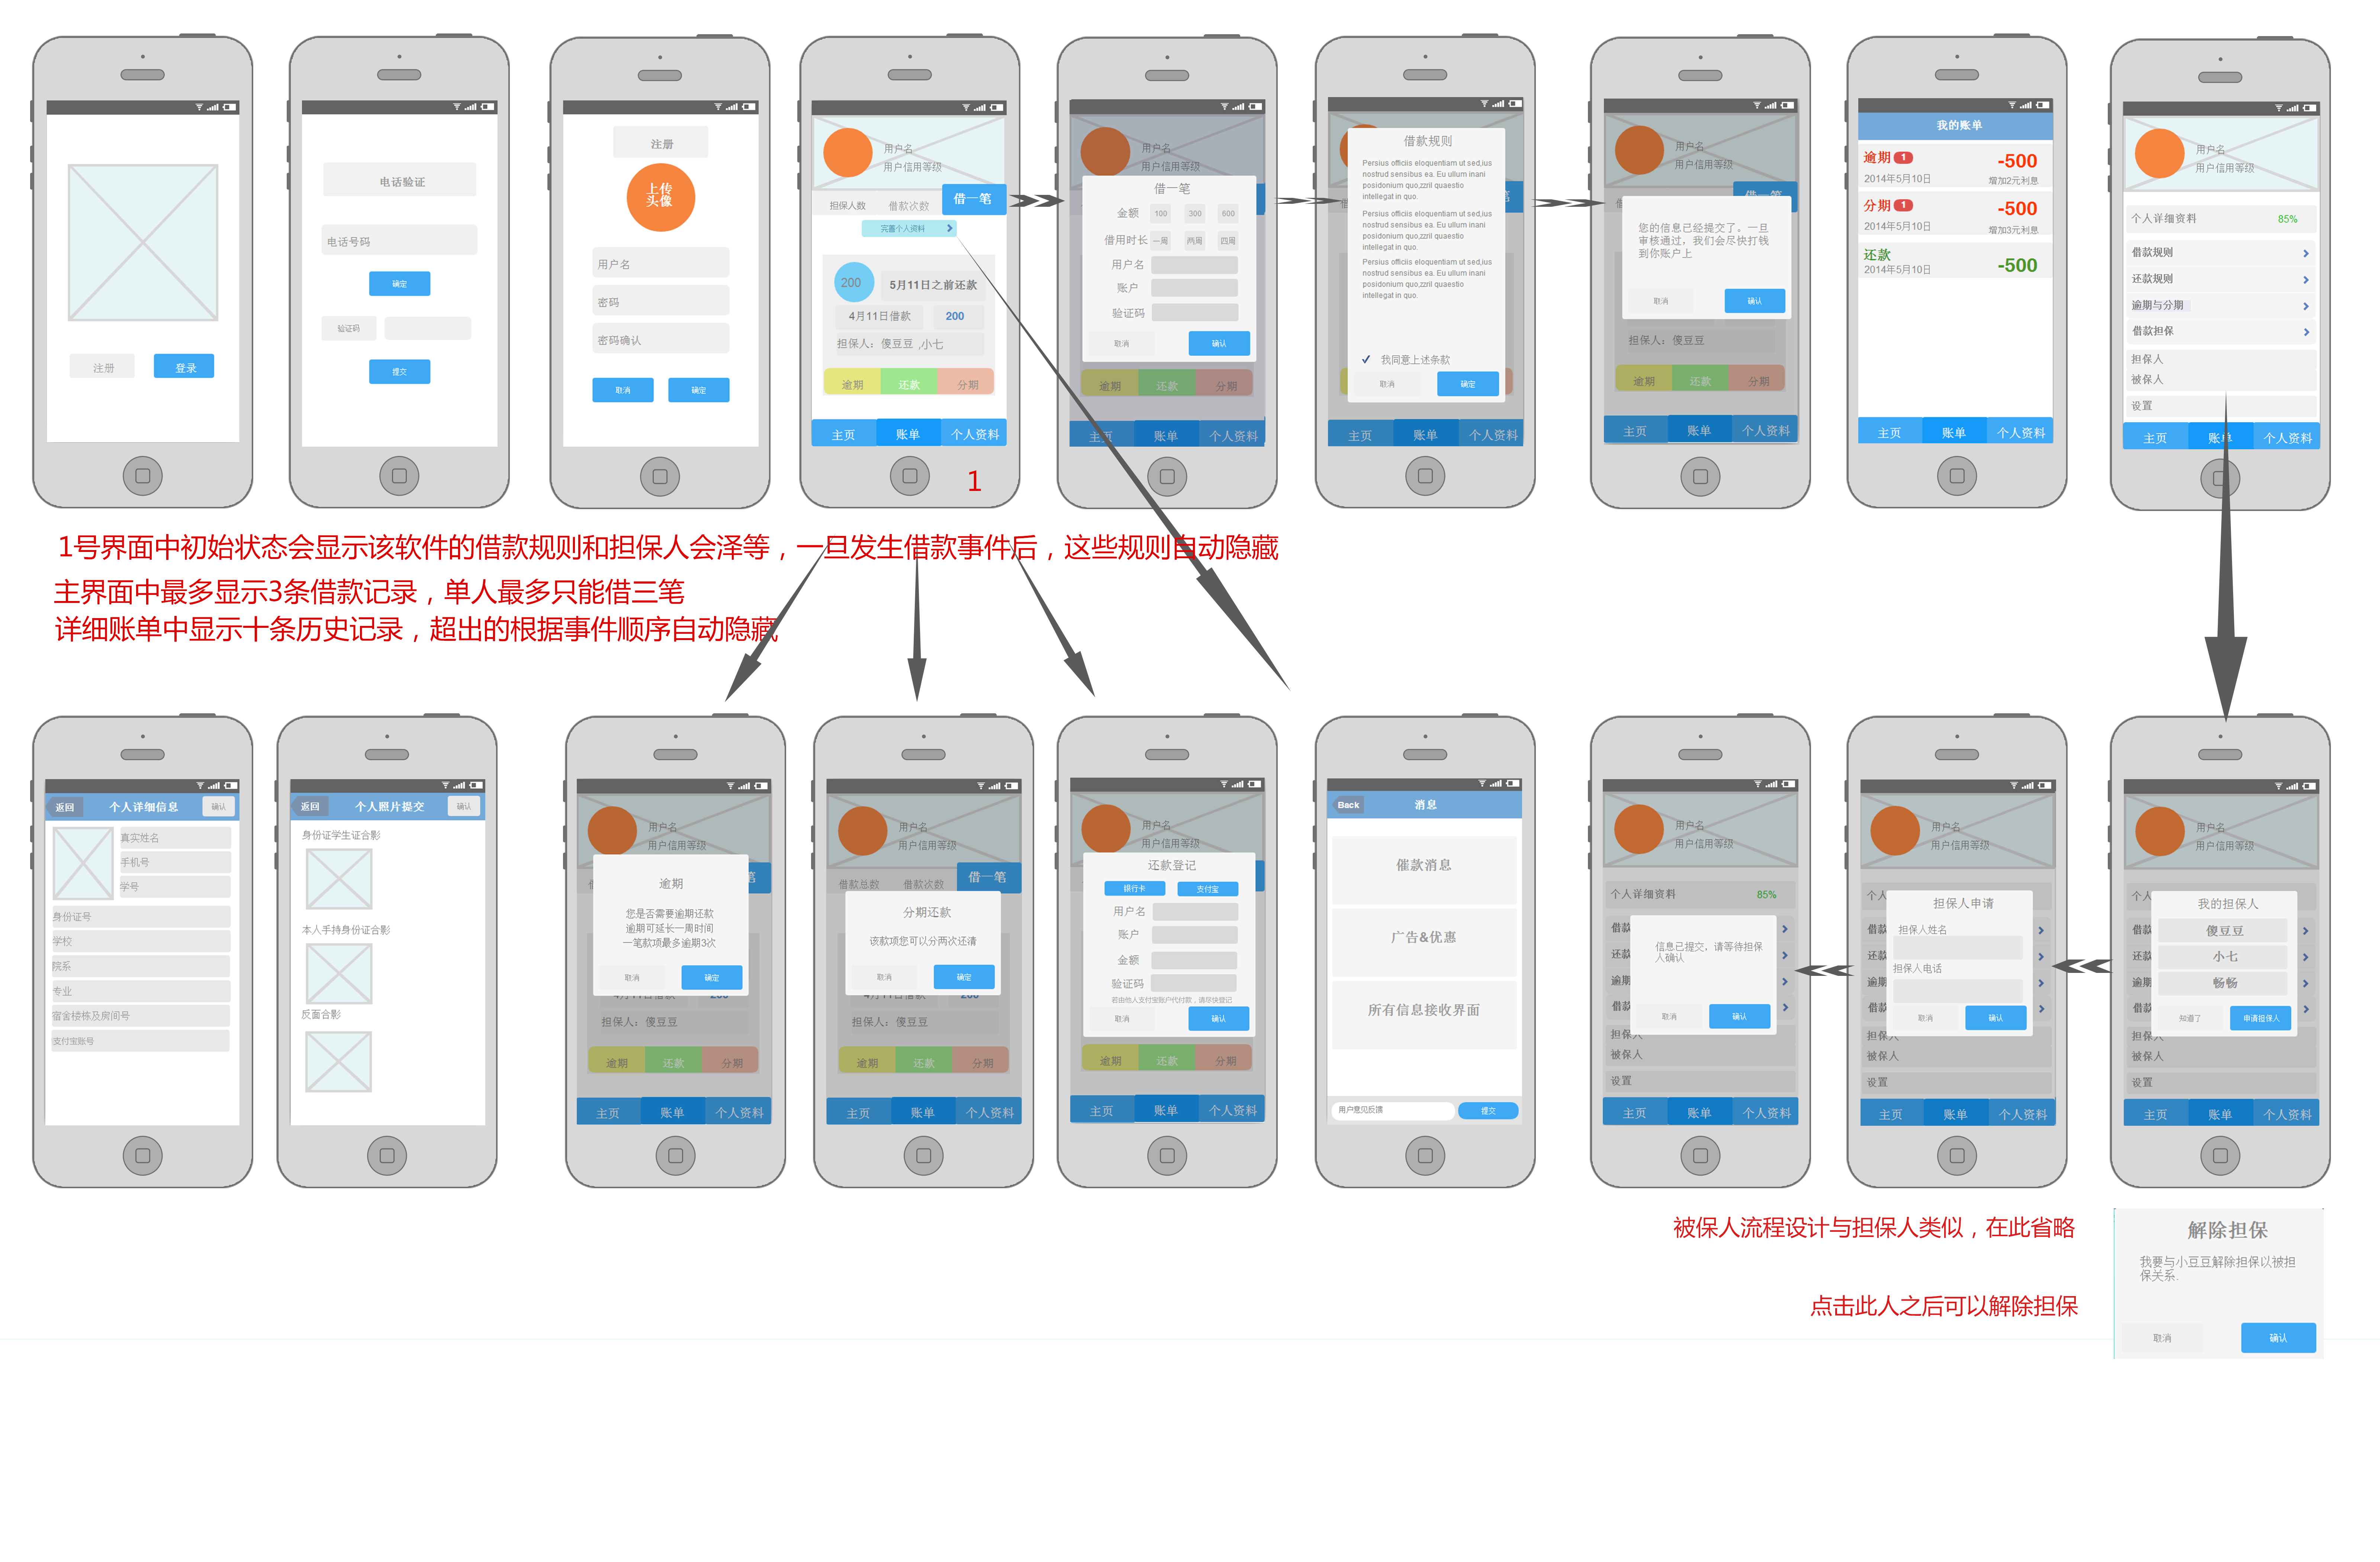 注册
登录
电话验证
电话号码
确定
验证码
提交
注册
上传
头像
用户名
密码
密码确认
取消
确定
用户名
用户信用等级
担保人数
借款次数
借一笔
完善个人资料
200
5月11日之前还款
4月11日借款
200
担保人：傻豆豆 ,小七
逾期
还款
分期
主页
账单
个人资料
1
用户名
借一笔
金额
100
300
600
借用时长
一周
两周
四周
用户名
账户
验证码
取消
确认
逾期
还款
分期
主页
账单
个人资料
借款规则
Persius officiis eloquentiam ut sed,ius
nostrud sensibus ea. Eu ullum inani
posidonium quo,zzril quaestio
intellegat in quo.
Persius officiis eloquentiam ut sed,ius
nostrud sensibus ea. Eu ullum inani
posidonium quo,zzril quaestio
intellegat in quo.
Persius officiis eloquentiam ut sed,ius
nostrud sensibus ea. Eu ullum inani
posidonium quo,zzril quaestio
intellegat in quo.
我同意上述条款
取消
确定
主页
账单
个人资料
用户名
用户信用等级
借一笔
您的信息已经提交了。一旦
审核通过，我们会尽快打钱
到你账户上
取消
确认
担保人：傻豆豆
逾期
还款
分期
主页
账单
个人资料
我的账单
逾期 1
-500
2014年5月10日
增加2元利息
分期 1
-500
2014年5月10日
增加3元利息
还款
2014年5月10日
-500
主页
账单
个人资料
用户名
用户信用等级
个人详细资料
85%
借款规则
还款规则
逾期与分期
借款担保
担保人
被保人
设置
主页
账单
个人资料
1号界面中初始状态会显示该软件的借款规则和担保人会泽等，一旦发生借款事件后，这些规则自动隐藏
主界面中最多显示3条借款记录，单人最多只能借三笔
详细账单中显示十条历史记录，超出的根据事件顺序自动隐藏
返回
个人详细信息
确认
真实姓名
手机号
学号
身份证号
学校
院系
专业
宿舍楼栋及房间号
支付宝账号
返回
个人照片提交
确认
身份证学生证合影
本人手持身份证合影
反面合影
用户名
用户信用等级
笔
逾期
您是否需要逾期还款
逾期可延长一周时间
一笔款项最多逾期3次
取消
确定
4月11日借款
200
担保人：傻豆豆
逾期
还款
分期
主页
账单
个人资料
用户名
用户信用等级
借款总数
借款次数
借一笔
分期还款
该款项您可以分两次还请
取消
确定
4月11日借款
200
担保人：傻豆豆
逾期
还款
分期
主页
账单
个人资料
用户名
用户信用等级
还款登记
银行卡
支付宝
用户名
账户
金额
验证码
若由他人支付宝账户代付款，请尽快登记
取消
确认
逾期
还款
分期
主页
账单
个人资料
Back
消息
催款消息
广告&优惠
所有信息接收界面
用户意见反馈
提交
用户名
用户信用等级
个人详细资料
85%
借款
还款
逾期
借款
信息已提交，请等待担保
人确认
取消
确认
担保人
被保人
设置
主页
账单
个人资料
用户名
用户信用等级
个人
借款
还款
逾期
借款
担保人申请
担保人姓名
担保人电话
取消
确认
担保人
被保人
设置
主页
账单
个人资料
用户名
用户信用等级
个人
借款
还款
逾期
借款
我的担保人
傻豆豆
小七
畅畅
知道了
申请担保人
担保人
被保人
设置
主页
账单
个人资料
被保人流程设计与担保人类似，在此省略
点击此人之后可以解除担保
解除担保
我要与小豆豆解除担保以被担
保关系.
取消
确认